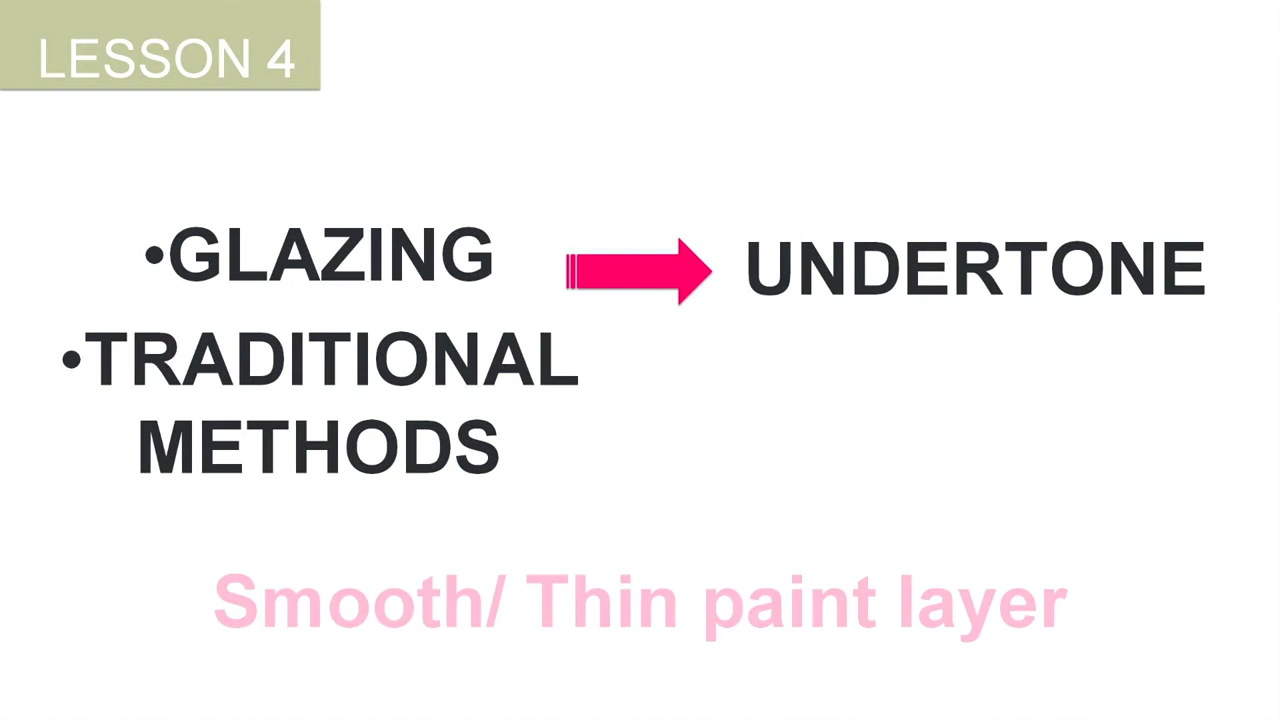 LESSON 4
•GLAZING
UNDERTONE
•TRADITIONAL
METHODS
Smooth/ Thin paint layer